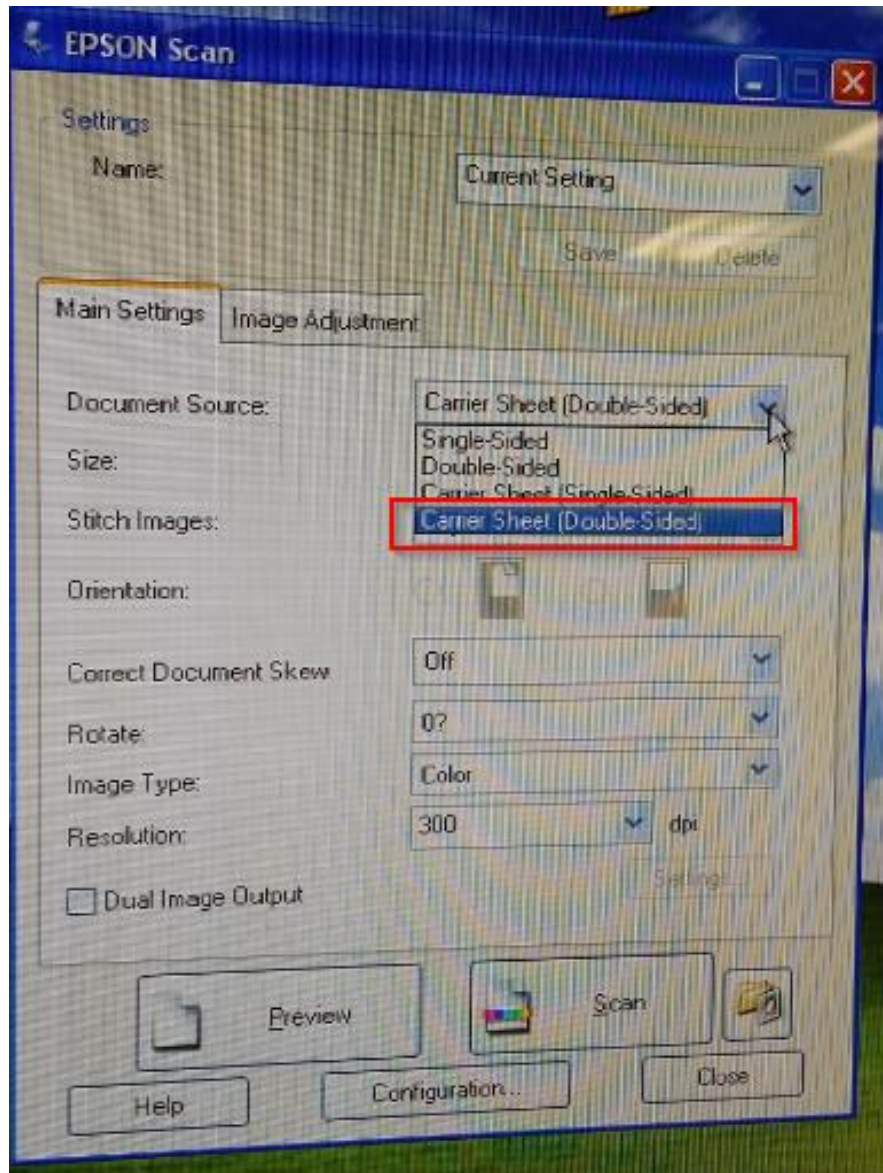 EPSON Scan
Settings
Name:
Current Setting
Save
Delete
Main Settings
Image Adjustment
Document Source:
Carrier Sheet (Double-Sided)
Single-Sided
Double-Sided
Size:
Carrier Sheet (Single-Sided)
Stitch Images:
Carrier Sheet (Double-Sided)
Orientation:
Correct Document Skew
Off
Rotate:
0?
Image Type:
Color
Resolution:
300
dpi
Dual Image Output
Settings...
Preview
Scan
Help
Configuration...
Close